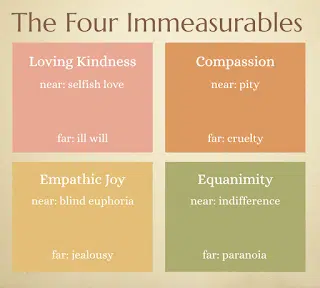 The Four Immeasurables
Loving Kindness
near: selfish love
far: ill will
Compassion
near: pity
far: cruelty
Empathic Joy
near: blind euphoria
far: jealousy
Equanimity
near: indifference
far: paranoia